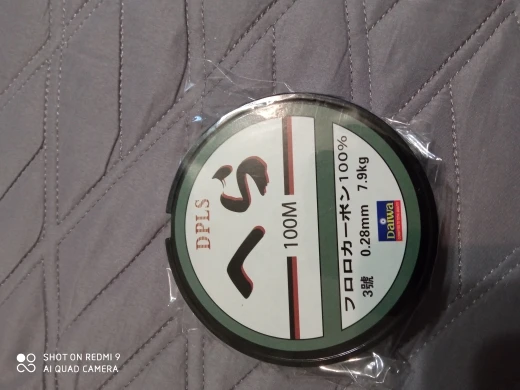 DPLS
へら
100M
フロロカーボン100%
3號 0.28mm 7.9kg
Daiwa
SHOT ON REDMI 9
AI QUAD CAMERA